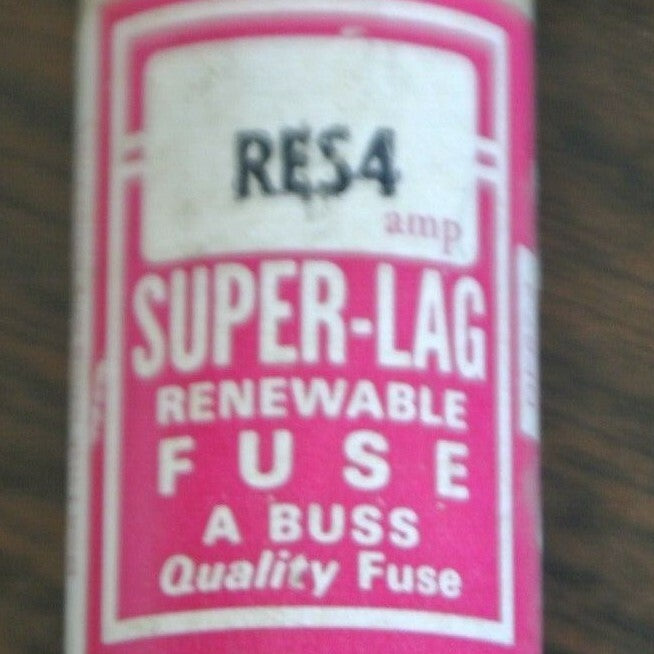 RES4
amp
SUPER-LAG
RENEWABLE
FUSE
A BUSS
Quality Fuse